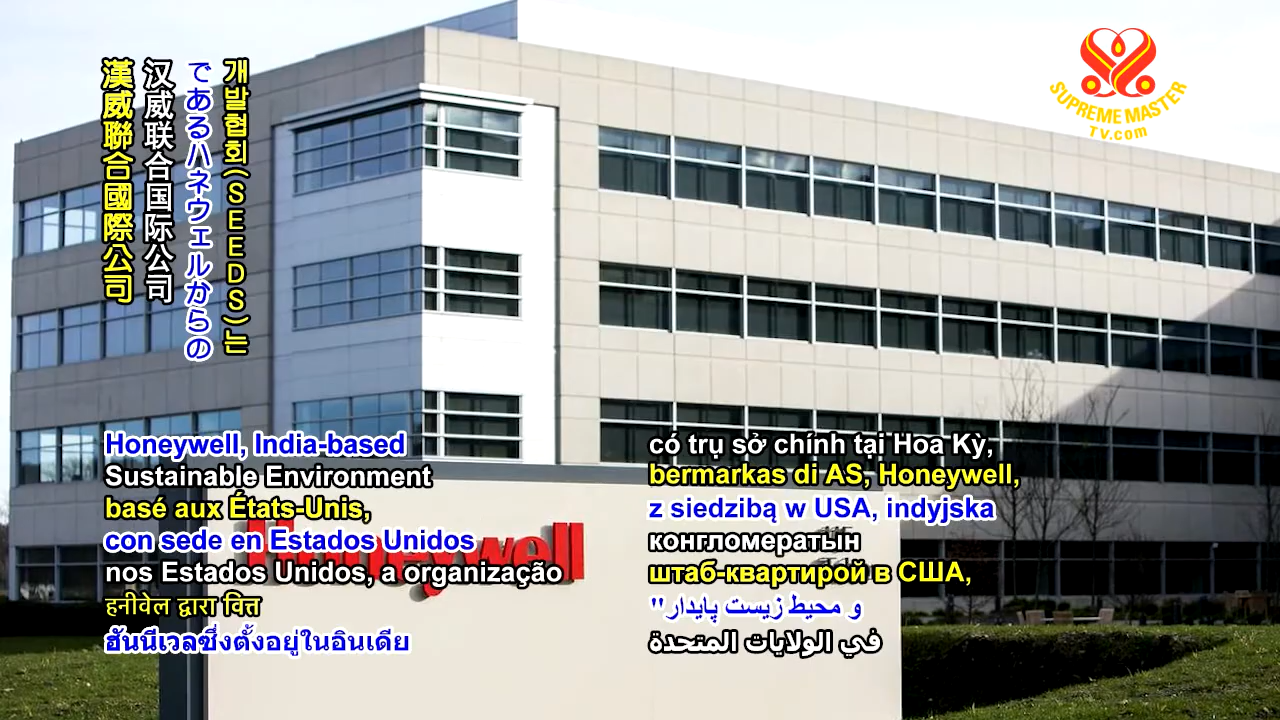 SUPREME MASTER
TV.com
개발협회(SEEDS)는
であるハネウェルからの
汉威联合国际公司
漢威聯合國際公司
Honeywell, India-based
Sustainable Environment
basé aux États-Unis,
con sede en Estados Unidos
nos Estados Unidos, a organização
हनीवेल द्वारा वित्त
ฮันนีเวลซึ่งตั้งอยู่ในอินเดีย
có trụ sở chính tại Hoa Kỳ,
bermarkas di AS, Honeywell,
z siedzibą w USA, indyjska
конгломератын
штаб-квартирой в США,
و محیط زیست پایدار"
في الولايات المتحدة
Honeywell